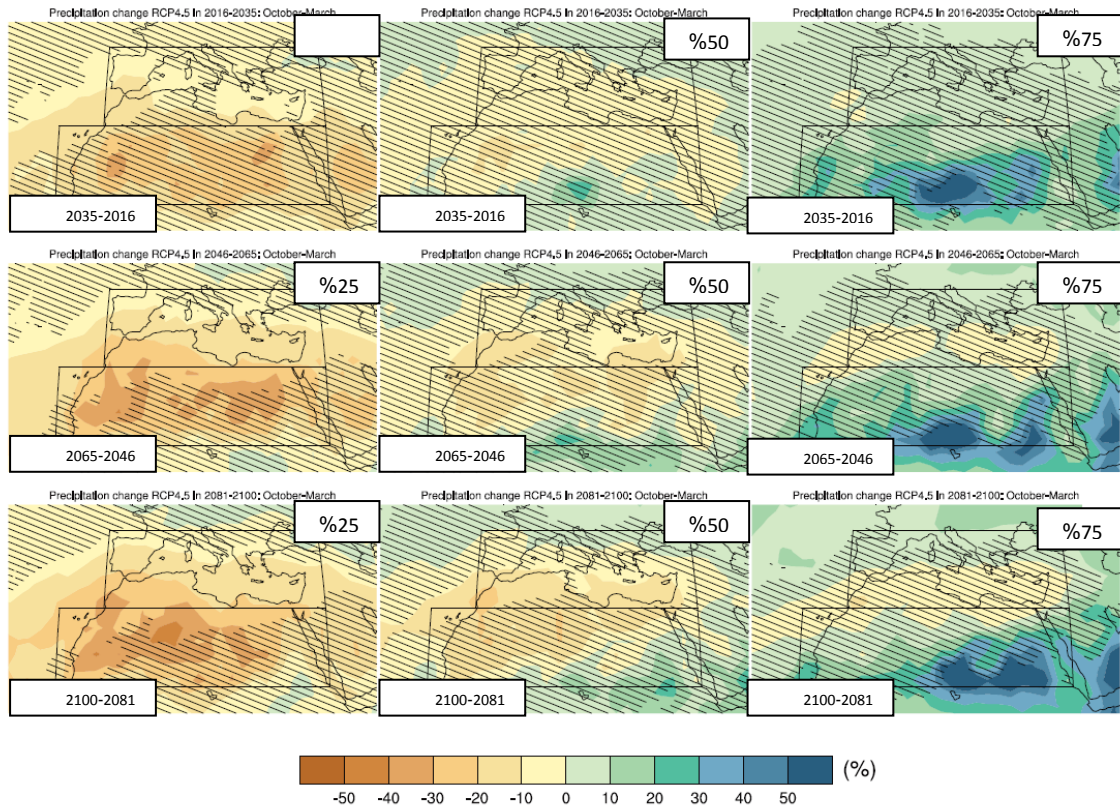 Precipitation change RCP4.5 in 2016-2035: October-March
Precipitation change RCP4.5 in 2016-2035: October-March
Precipitation change RCP4.5 in 2016-2035: October-March
%50
%75
2035-2016
2035-2016
2035-2016
Precipitation change RCP4.5 in 2046-2065: October-March
Precipitation change RCP4.5 in 2046-2065: October-March
Precipitation change RCP4.5 in 2046-2065: October-March
%25
%50
%75
2065-2046
2065-2046
2065-2046
Precipitation change RCP4.5 in 2081-2100: October-March
Precipitation change RCP4.5 in 2081-2100: October-March
Precipitation change RCP4.5 in 2081-2100: October-March
%25
%50
%75
2100-2081
2100-2081
2100-2081
(%)
-50 -40 -30 -20 -10 0 10 20 30 40 50